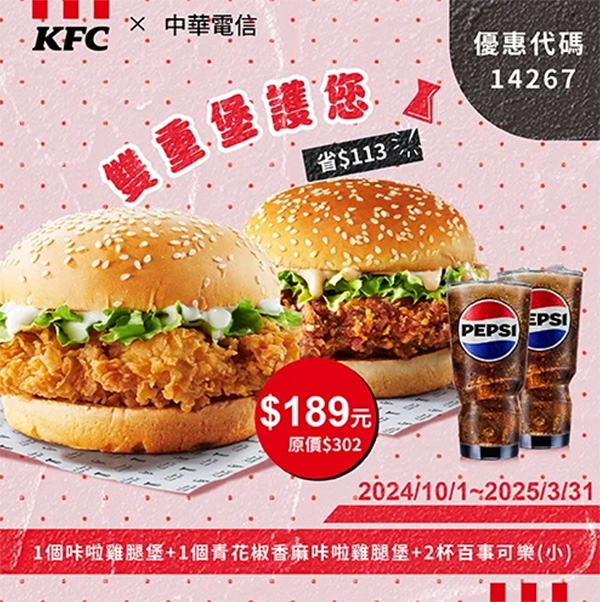 KFC × 中華電信
優惠代碼
14267
雙重堡護您
省$113
PEPSI
EPSI
$189元
原價$302
2024/10/1~2025/3/31
1個咔啦雞腿堡+1個青花椒香麻咔啦雞腿堡+2杯百事可樂(小)